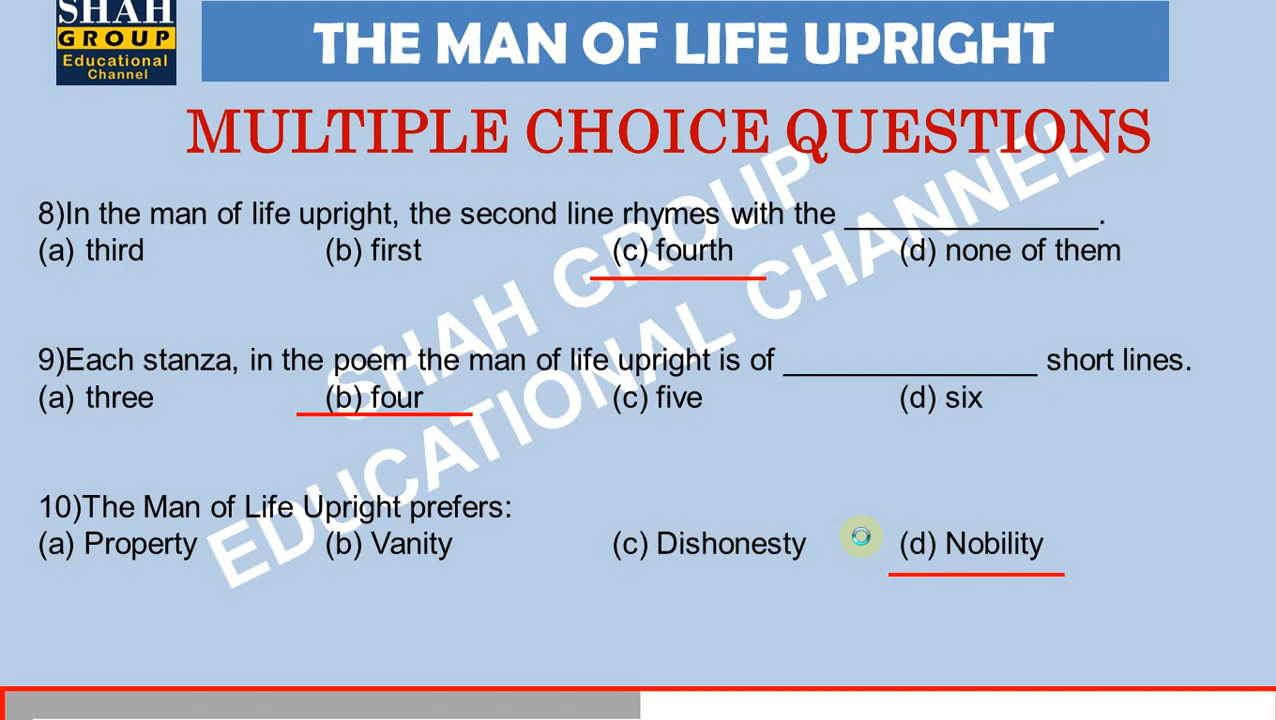 SHAH
GROUP
Educational
Channel
THE MAN OF LIFE UPRIGHT
MULTIPLE CHOICE QUESTIONS
8)In the man of life upright, the second line rhymes with the _______________.
(a) third (b) first (c) fourth (d) none of them
9)Each stanza, in the poem the man of life upright is of _______________ short lines.
(a) three (b) four (c) five (d) six
10)The Man of Life Upright prefers:
(a) Property (b) Vanity (c) Dishonesty (d) Nobility
SHAH GROUP
EDUCATIONAL CHANNEL